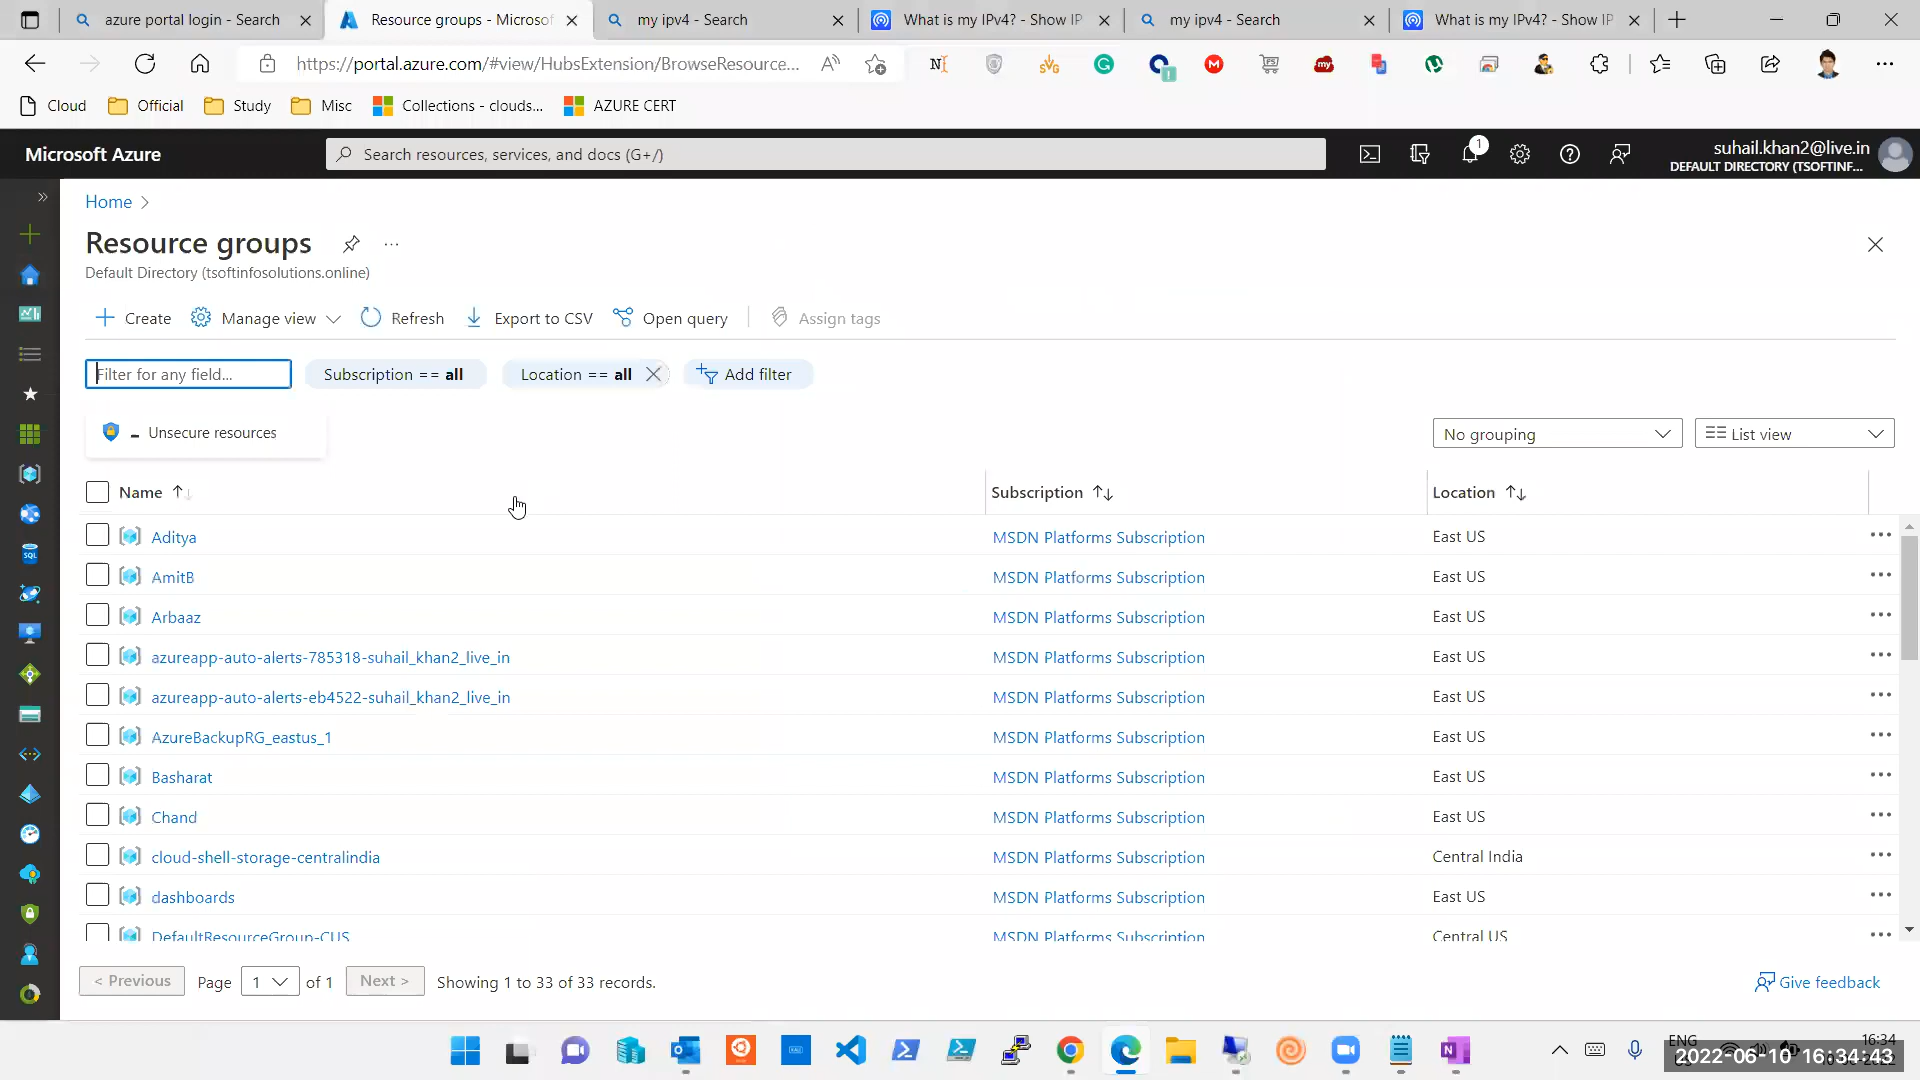 azure portal login - Search
Resource groups - Microsof
my ipv4 - Search
What is my IPv4? - Show IP
my ipv4 - Search
What is my IPv4? - Show IP
https://portal.azure.com/#view/HubsExtension/BrowseResource...
Cloud
Official
Study
Misc
Collections - clouds...
AZURE CERT
Microsoft Azure
Search resources, services, and docs (G+/)
1
suhail.khan2@live.in
DEFAULT DIRECTORY (TSOFTINF...
Home
Resource groups
Default Directory (tsoftinfosolutions.online)
Create
Manage view
Refresh
Export to CSV
Open query
Assign tags
Filter for any field...
Subscription == all
Location == all
Add filter
Unsecure resources
No grouping
List view
Name
Subscription
Location
Aditya
MSDN Platforms Subscription
East US
AmitB
MSDN Platforms Subscription
East US
Arbaaz
MSDN Platforms Subscription
East US
azureapp-auto-alerts-785318-suhail_khan2_live_in
MSDN Platforms Subscription
East US
azureapp-auto-alerts-eb4522-suhail_khan2_live_in
MSDN Platforms Subscription
East US
AzureBackupRG_eastus_1
MSDN Platforms Subscription
East US
Basharat
MSDN Platforms Subscription
East US
Chand
MSDN Platforms Subscription
East US
cloud-shell-storage-centralindia
MSDN Platforms Subscription
Central India
dashboards
MSDN Platforms Subscription
East US
DefaultResourceGroup-CUS
MSDN Platforms Subscription
Central US
< Previous
Page
1
of 1
Next >
Showing 1 to 33 of 33 records.
Give feedback
ENG
16:34
2022-06-10 16:34:43